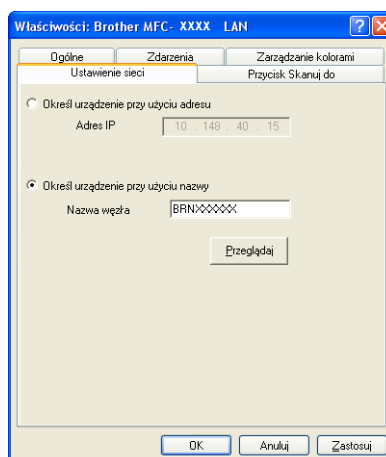 Właściwości: Brother MFC- XXXX LAN
Ogólne Zdarzenia Zarządzanie kolorami
Ustawienie sieci Przycisk Skanuj do
Określ urządzenie przy użyciu adresu
Adres IP 10 . 148 . 40 . 15
Określ urządzenie przy użyciu nazwy
Nazwa węzła BRNXXXXXX
Przeglądaj
OK Anuluj Zastosuj